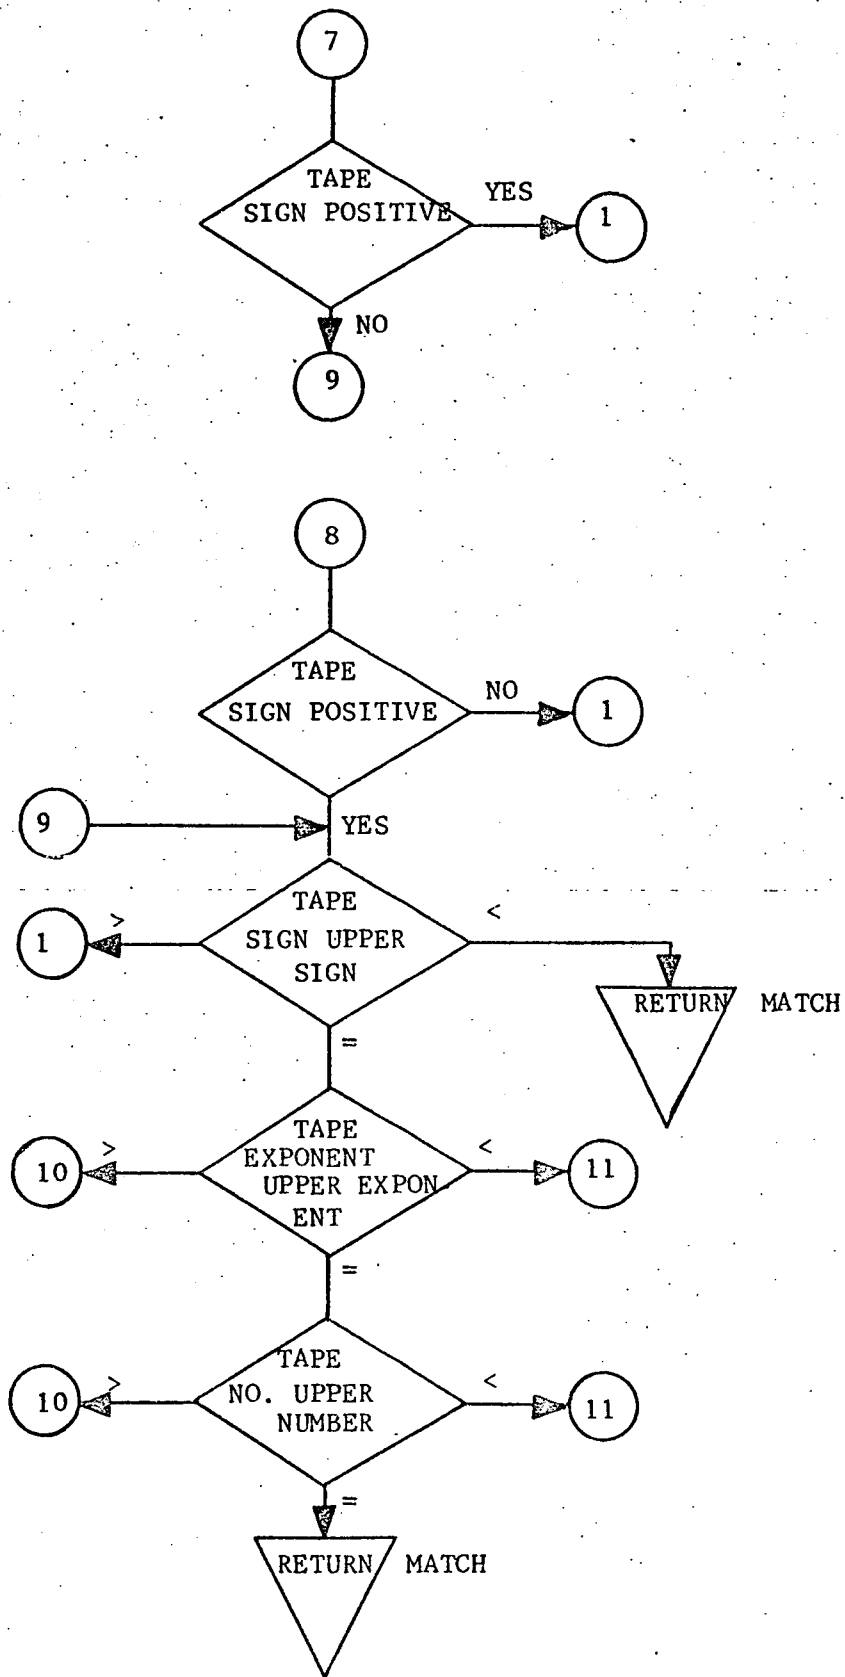 7
TAPE
SIGN POSITIVE
YES
1
NO
9
8
TAPE
SIGN POSITIVE
NO
1
9
YES
TAPE
SIGN UPPER
SIGN
>
1
<
RETURN MATCH
=
TAPE
EXPONENT
UPPER EXPON
ENT
>
10
<
11
=
TAPE
NO. UPPER
NUMBER
>
10
<
11
=
RETURN MATCH